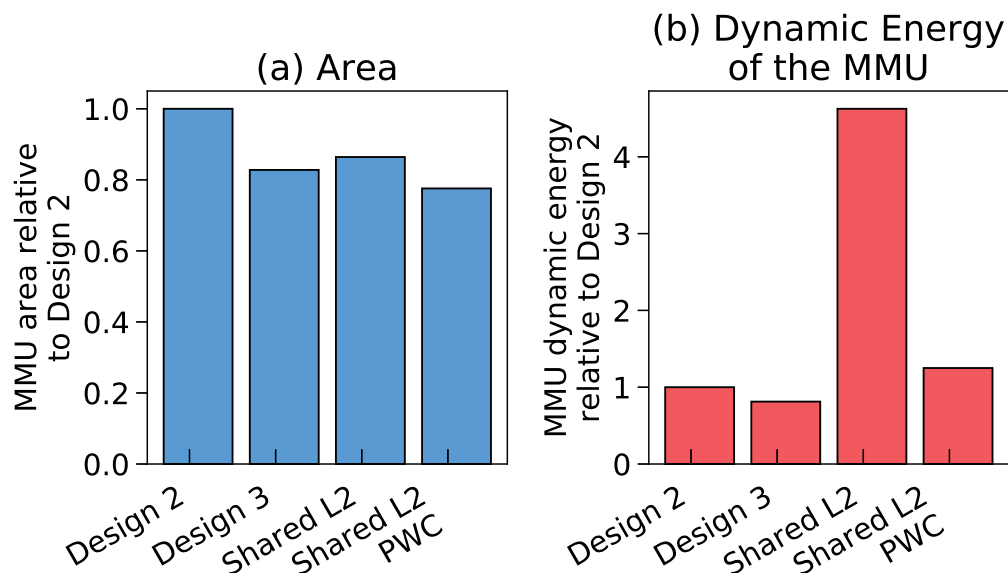 (a) Area
MMU area relative
to Design 2
1.0
0.8
0.6
0.4
0.2
0.0
Design 2
Design 3
Shared L2
Shared L2
PWC
(b) Dynamic Energy
of the MMU
MMU dynamic energy
relative to Design 2
4
3
2
1
0
Design 2
Design 3
Shared L2
Shared L2
PWC